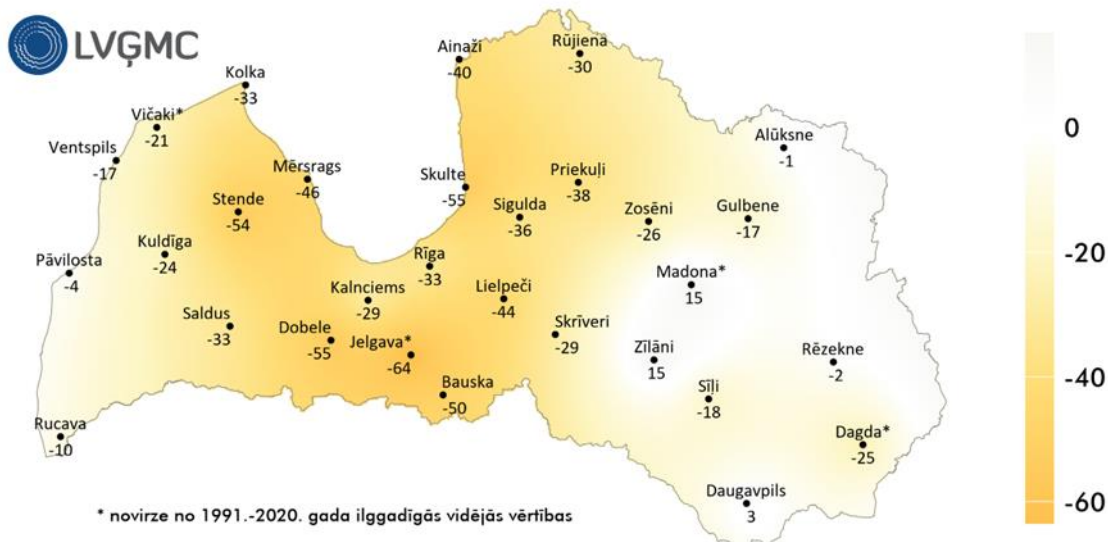 LVĢMC
Ainaži
-40
Rūjiena
-30
Kolka
-33
Vičaki*
-21
Ventspils
-17
Alūksne
-1
0
Mērsrags
-46
Skulte
-55
Priekuļi
-38
Stende
-54
Sigulda
-36
Zosēni
-26
Gulbene
-17
Kuldīga
-24
Rīga
-33
-20
Pāvilosta
-4
Madona*
15
Kalnciems
-29
Lielpeči
-44
Saldus
-33
Dobele
-55
Jelgava*
-64
Skrīveri
-29
Zīlāni
15
Rēzekne
-2
Bauska
-50
Sīļi
-18
-40
Rucava
-10
Dagda*
-25
Daugavpils
3
-60
* novirze no 1991.-2020. gada ilggadīgās vidējās vērtības